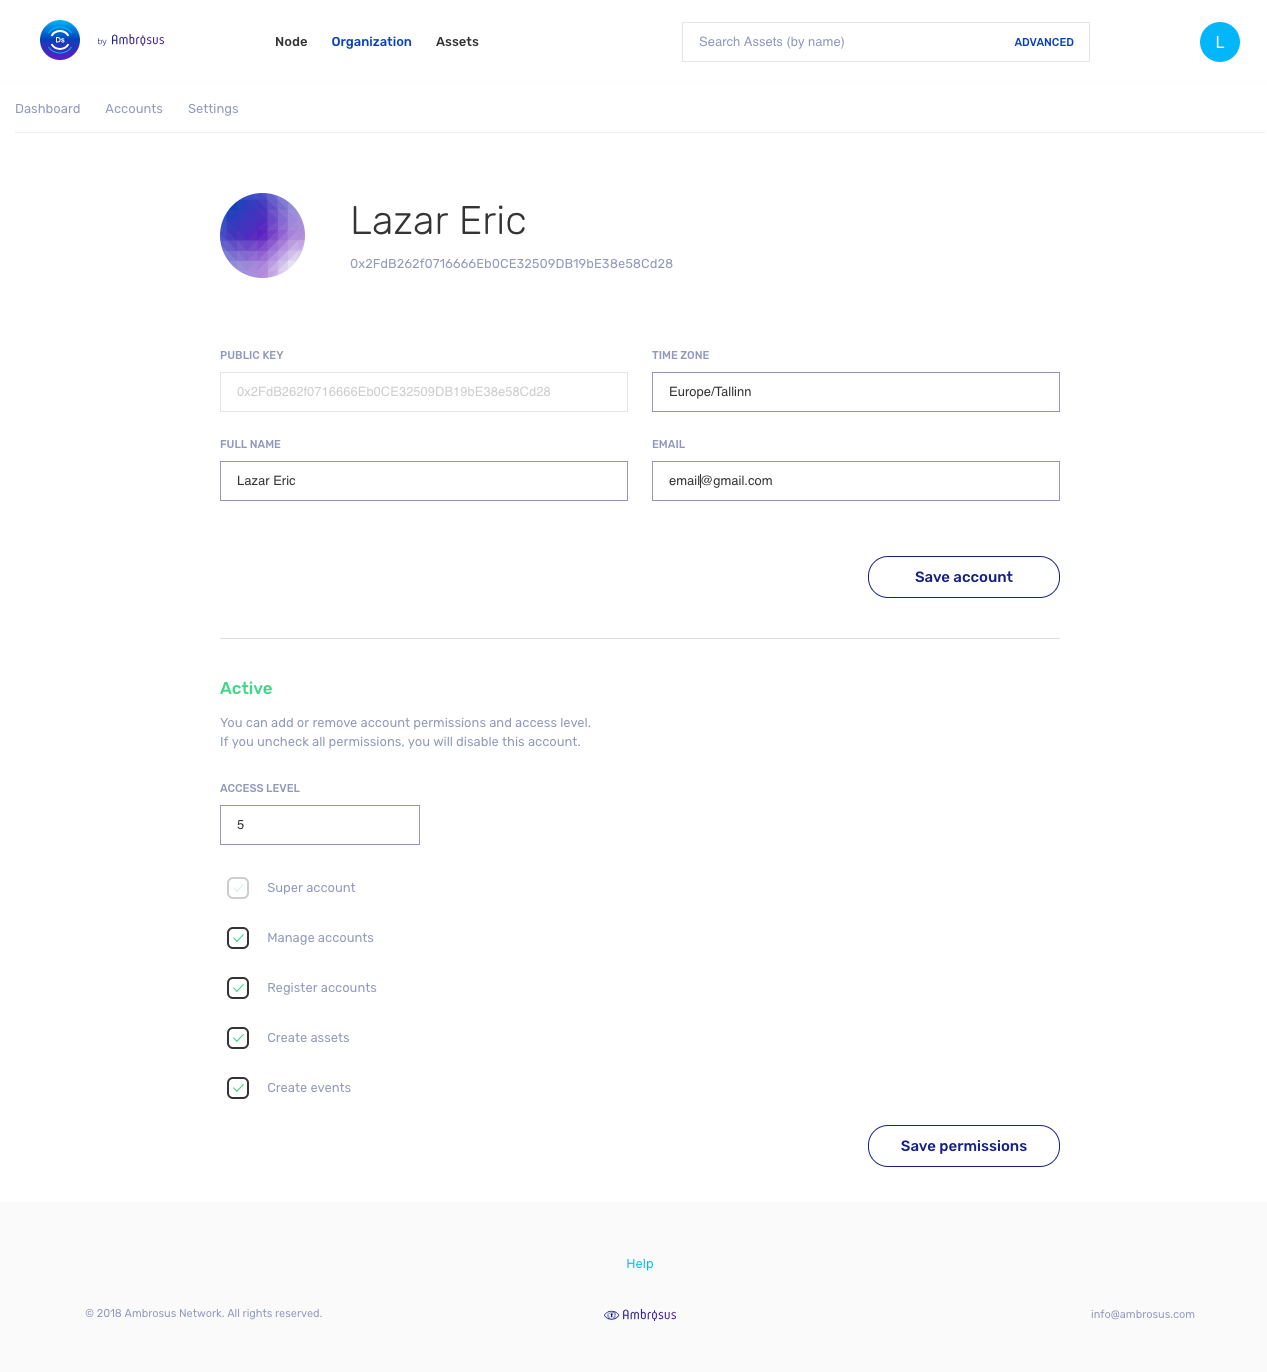 Ds by Ambrosus Node Organization Assets Search Assets (by name) ADVANCED L
Dashboard Accounts Settings
Lazar Eric
0x2FdB262f0716666Eb0CE32509DB19bE38e58Cd28
PUBLIC KEY TIME ZONE
0x2FdB262f0716666Eb0CE32509DB19bE38e58Cd28 Europe/Tallinn
FULL NAME EMAIL
Lazar Eric email@gmail.com
Save account
Active
You can add or remove account permissions and access level.
If you uncheck all permissions, you will disable this account.
ACCESS LEVEL
5
Super account
Manage accounts
Register accounts
Create assets
Create events
Save permissions
Help
© 2018 Ambrosus Network. All rights reserved. Ambrosus info@ambrosus.com